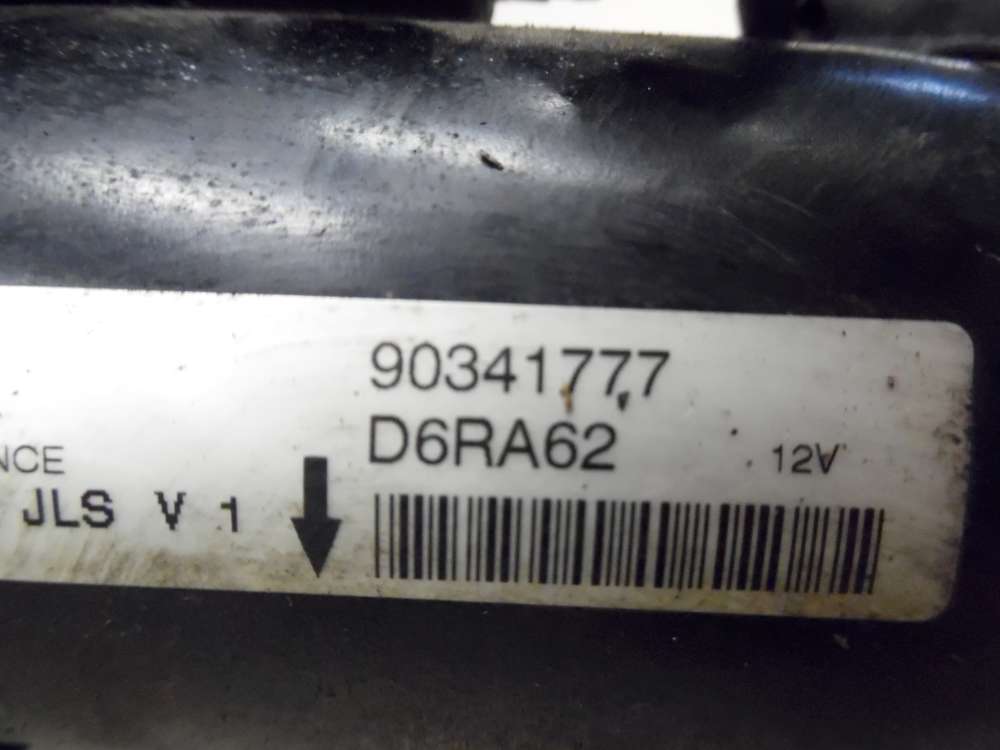 90341777
D6RA62
12V
NCE
JLS V 1